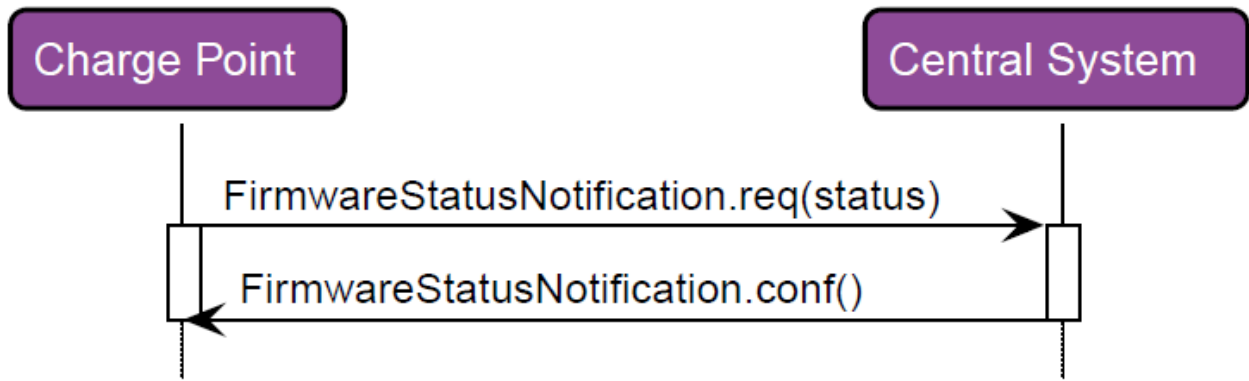 Charge Point
Central System
FirmwareStatusNotification.req(status)
FirmwareStatusNotification.conf()